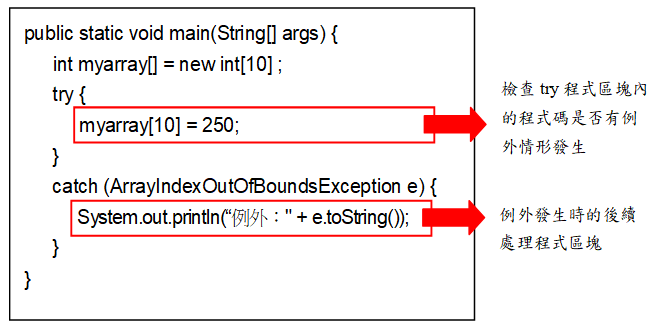 public static void main(String[] args) {
int myarray[] = new int[10] ;
try {
myarray[10] = 250;
}
catch (ArrayIndexOutOfBoundsException e) {
System.out.println(“例外：" + e.toString());
}
}
檢查 try 程式區塊內
的程式碼是否有例
外情形發生
例外發生時的後續
處理程式區塊